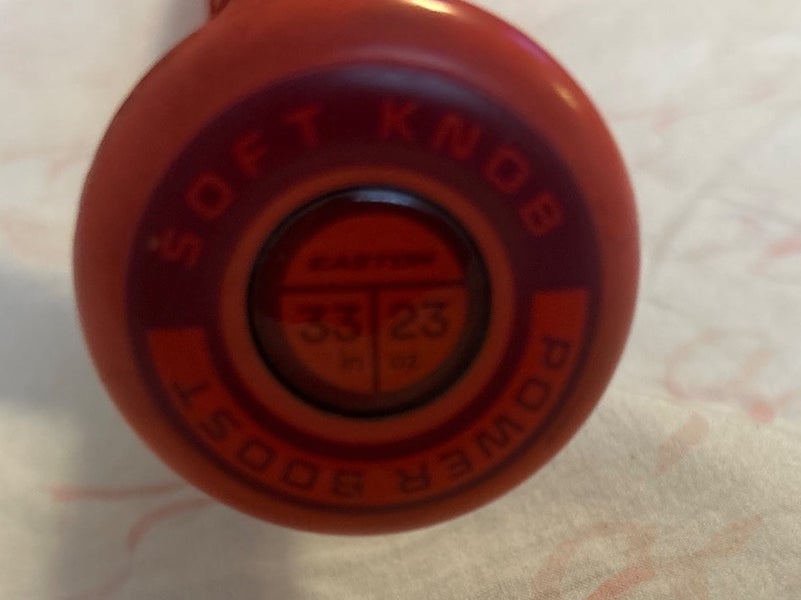 SOFT KNOB
EASTON
33 23
in oz
POWER BOOST